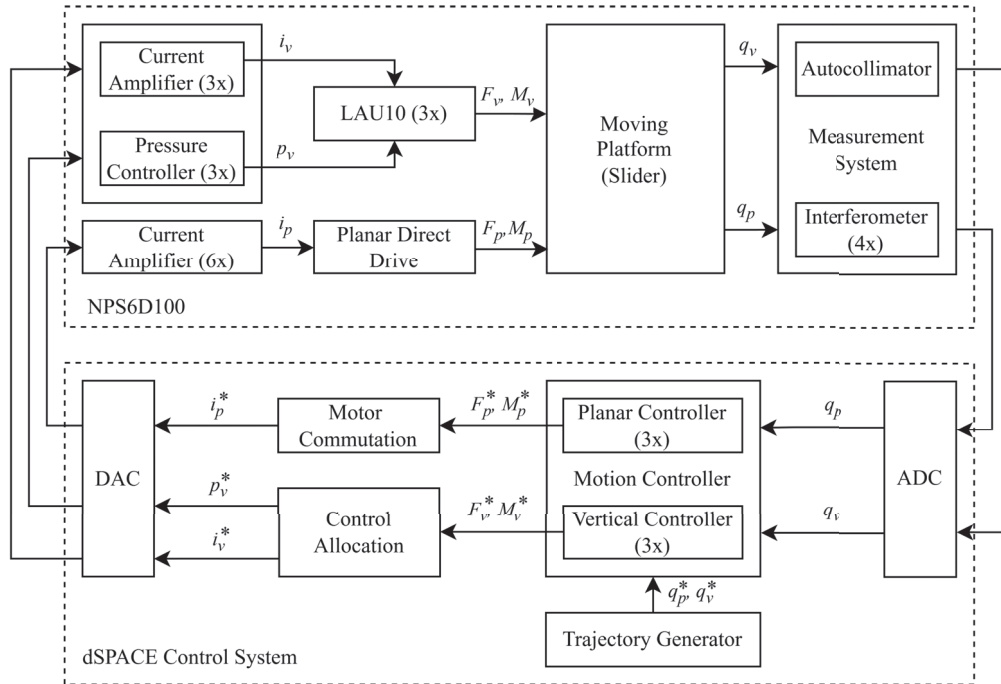 i_v
q_v
Current
Amplifier (3x)
Autocollimator
LAU10 (3x)
F_v, M_v
Moving
Platform
(Slider)
Measurement
System
Pressure
Controller (3x)
p_v
q_p
Current
Amplifier (6x)
i_p
Planar Direct
Drive
F_p, M_p
Interferometer
(4x)
NPS6D100
DAC
i_p^*
Motor
Commutation
F_p^*, M_p^*
Planar Controller
(3x)
q_p
Motion Controller
ADC
p_v^*
i_v^*
Control
Allocation
F_v^*, M_v^*
Vertical Controller
(3x)
q_v
q_p^*, q_v^*
Trajectory Generator
dSPACE Control System